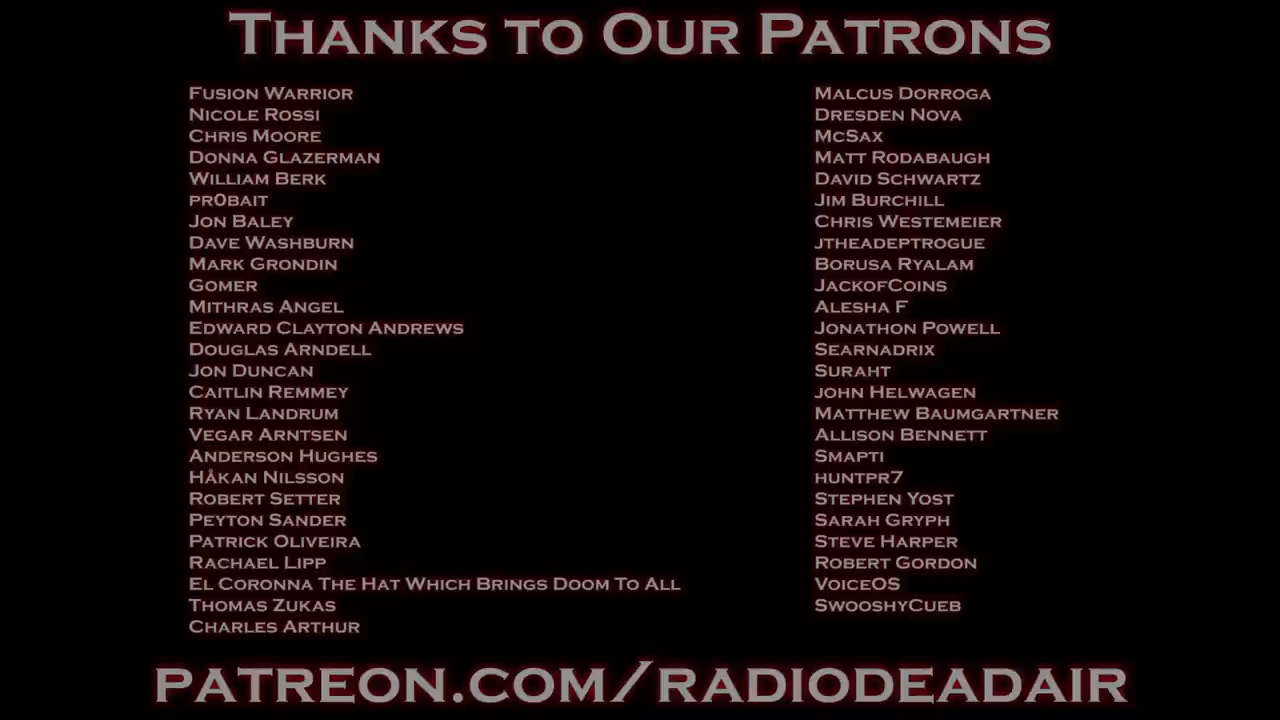 Thanks to Our Patrons
Fusion Warrior
Nicole Rossi
Chris Moore
Donna Glazerman
William Berk
pr0bait
Jon Baley
Dave Washburn
Mark Grondin
Gomer
Mithras Angel
Edward Clayton Andrews
Douglas Arndell
Jon Duncan
Caitlin Remmey
Ryan Landrum
Vegar Arntsen
Anderson Hughes
Håkan Nilsson
Robert Setter
Peyton Sander
Patrick Oliveira
Rachael Lipp
El Coronna The Hat Which Brings Doom To All
Thomas Zukas
Charles Arthur
Malcus Dorroga
Dresden Nova
McSax
Matt Rodabaugh
David Schwartz
Jim Burchill
Chris Westemeier
jtheadeptrogue
Borusa Ryalam
JackofCoins
Alesha F
Jonathon Powell
Searnadrix
Suraht
john Helwagen
Matthew Baumgartner
Allison Bennett
Smapti
huntpr7
Stephen Yost
Sarah Gryph
Steve Harper
Robert Gordon
VoiceOS
SwooshyCueb
patreon.com/radiodeadair